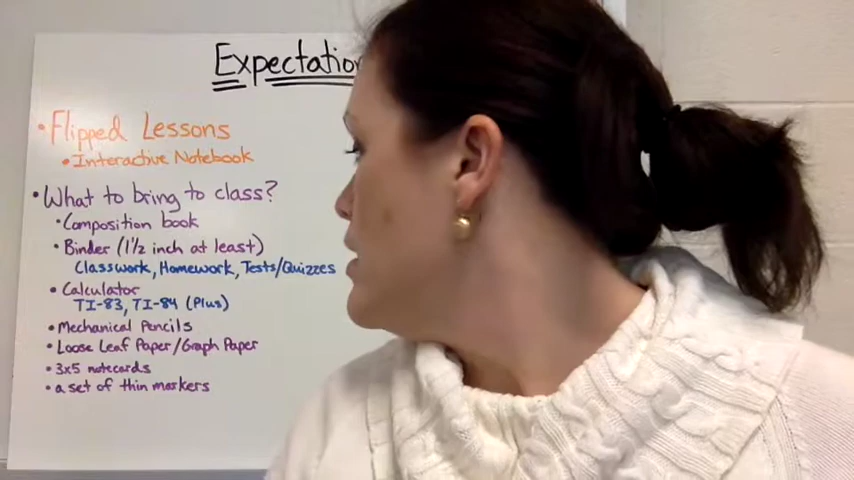 Expectation
• Flipped Lessons
• Interactive Notebook
• What to bring to class?
• Composition book
• Binder (1 1/2 inch at least)
Classwork, Homework, Tests/Quizzes
• Calculator
TI-83, TI-84 (Plus)
• Mechanical Pencils
• Loose Leaf Paper/Graph Paper
• 3x5 notecards
• a set of thin markers